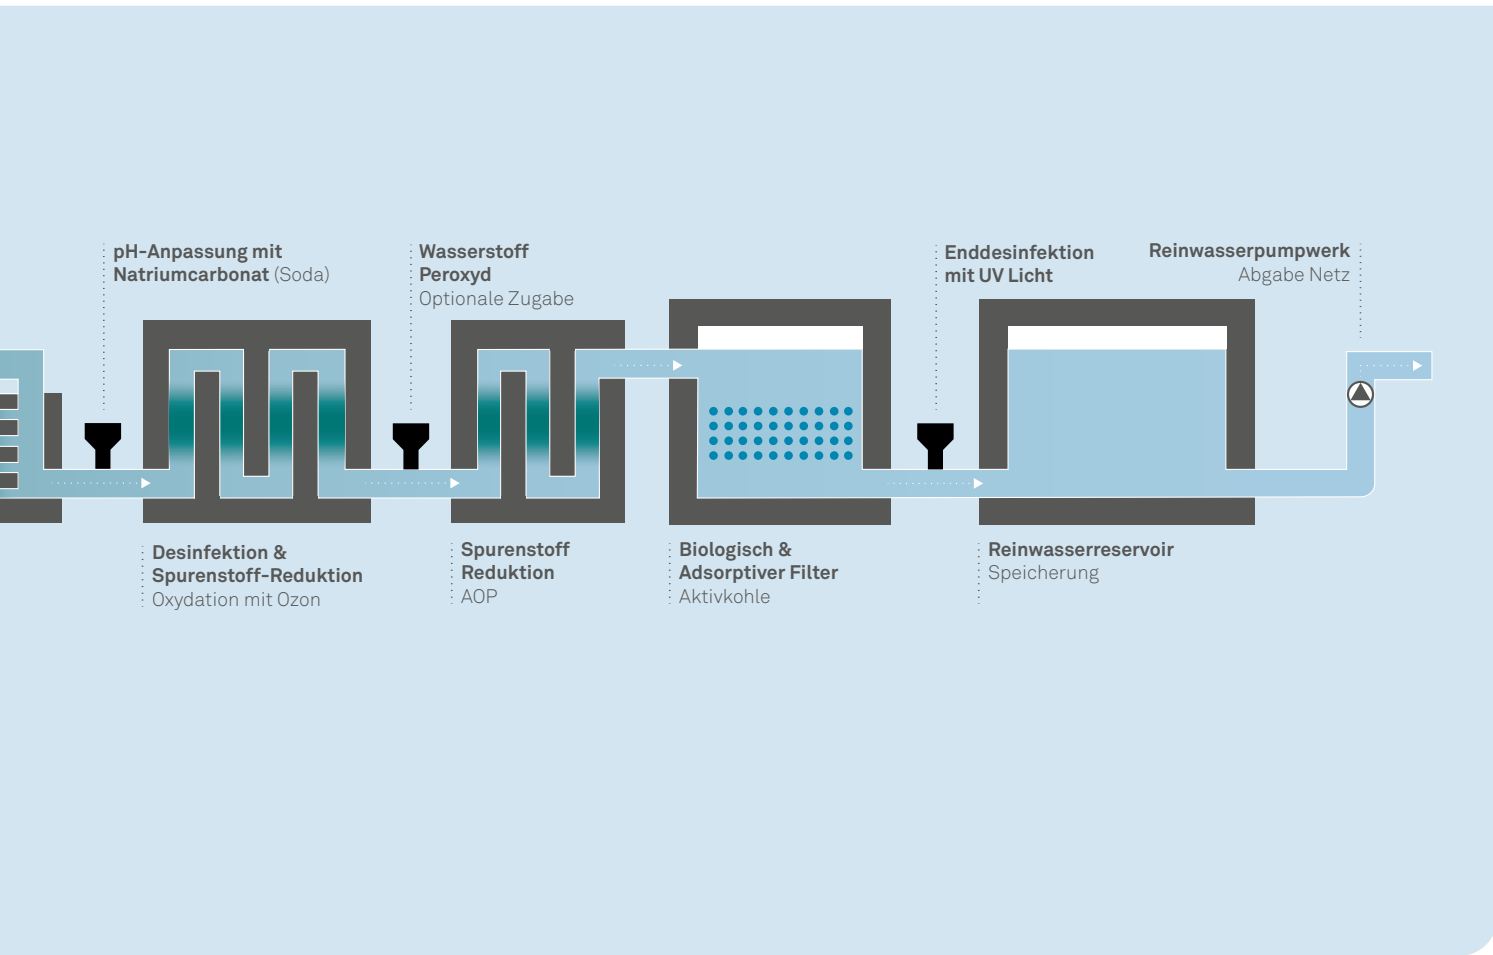 pH-Anpassung mit
Natriumcarbonat (Soda)
Wasserstoff
Peroxyd
Optionale Zugabe
Enddesinfektion
mit UV Licht
Reinwasserpumpwerk
Abgabe Netz
Desinfektion &
Spurenstoff-Reduktion
Oxydation mit Ozon
Spurenstoff
Reduktion
AOP
Biologisch &
Adsorptiver Filter
Aktivkohle
Reinwasserreservoir
Speicherung